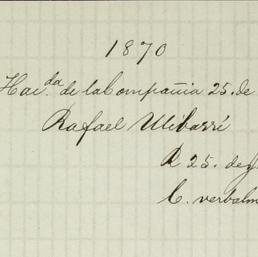 1870
Hac.da de la Compañia 25. de
Rafael Ulibarri
R 25. de
C. verbalm